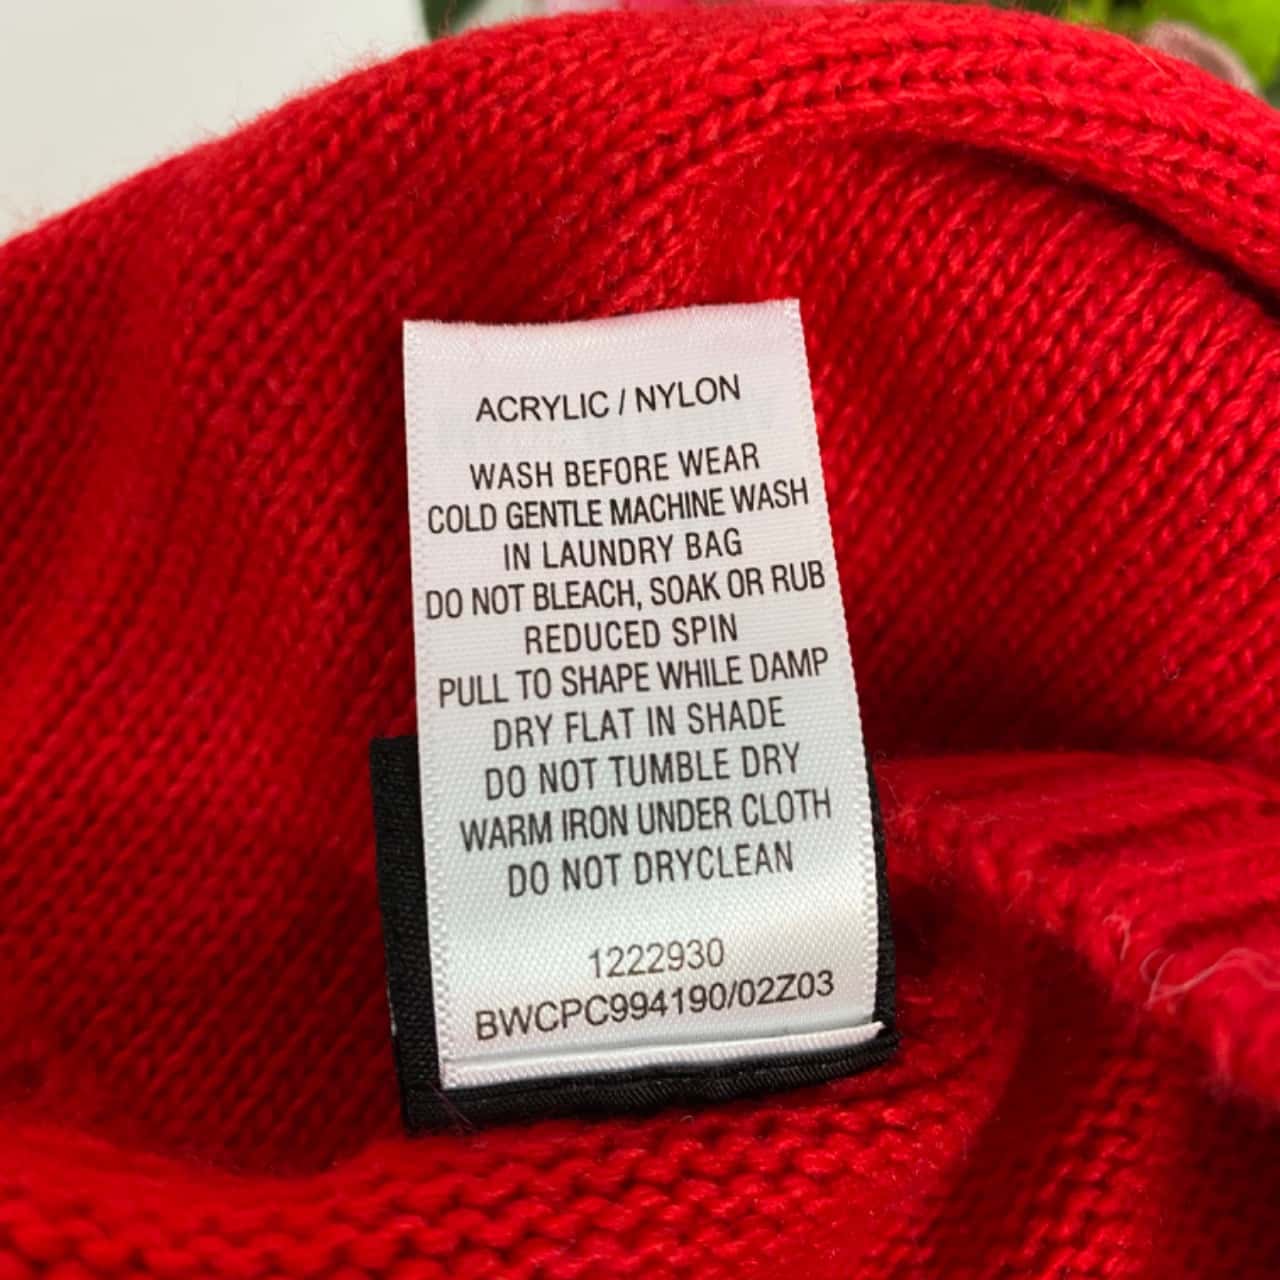 ACRYLIC / NYLON
WASH BEFORE WEAR
COLD GENTLE MACHINE WASH
IN LAUNDRY BAG
DO NOT BLEACH, SOAK OR RUB
REDUCED SPIN
PULL TO SHAPE WHILE DAMP
DRY FLAT IN SHADE
DO NOT TUMBLE DRY
WARM IRON UNDER CLOTH
DO NOT DRYCLEAN
1222930
BWCPC994190/02Z03